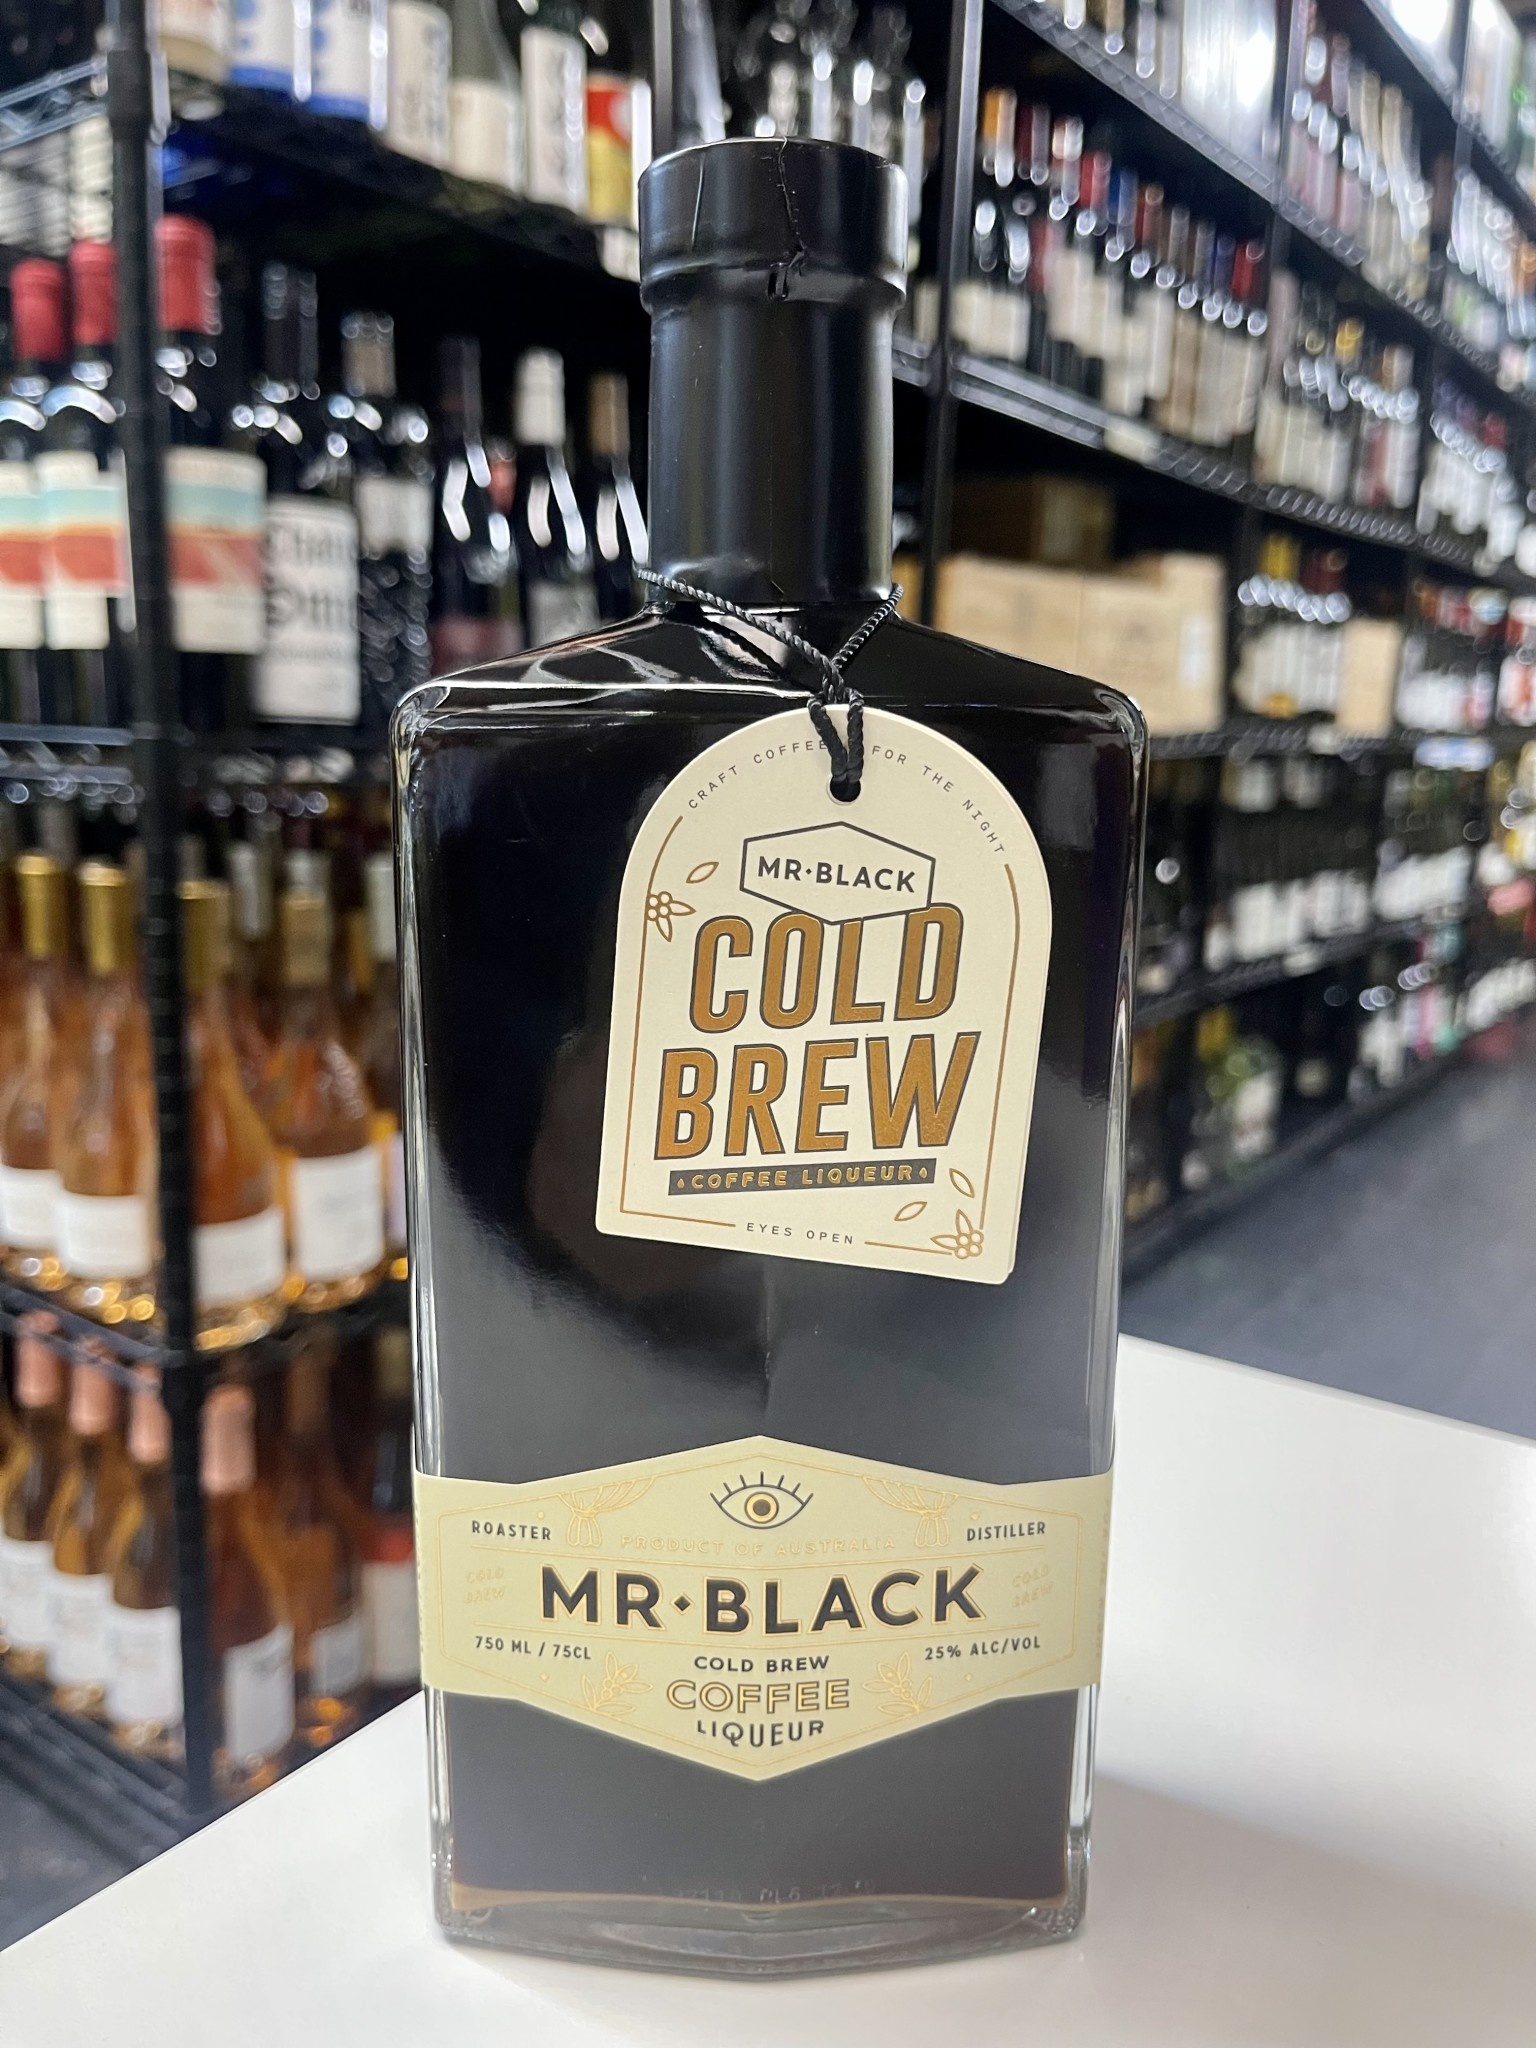 CRAFT COFFEE FOR THE NIGHT
MR·BLACK
COLD
BREW
COFFEE LIQUEUR
EYES OPEN
ROASTER
DISTILLER
PRODUCT OF AUSTRALIA
COLD
BREW
COLD
BREW
MR·BLACK
750 ML / 75CL
25% ALC/VOL
COLD BREW
COFFEE
LIQUEUR